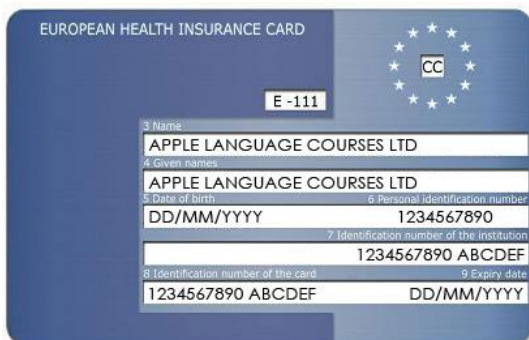 EUROPEAN HEALTH INSURANCE CARD
CC
E -111
3 Name
APPLE LANGUAGE COURSES LTD
4 Given names
APPLE LANGUAGE COURSES LTD
5 Date of birth 6 Personal identification number
DD/MM/YYYY 1234567890
7 Identification number of the institution
1234567890 ABCDEF
8 Identification number of the card 9 Expiry date
1234567890 ABCDEF DD/MM/YYYY